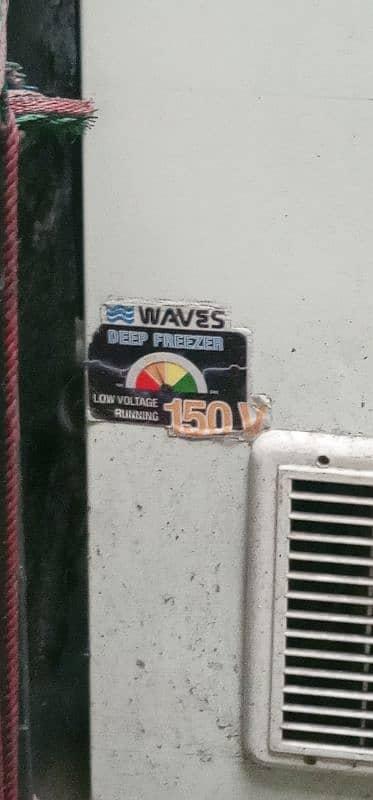 WAVES
DEEP FREEZER
LOW VOLTAGE
RUNNING
150 V